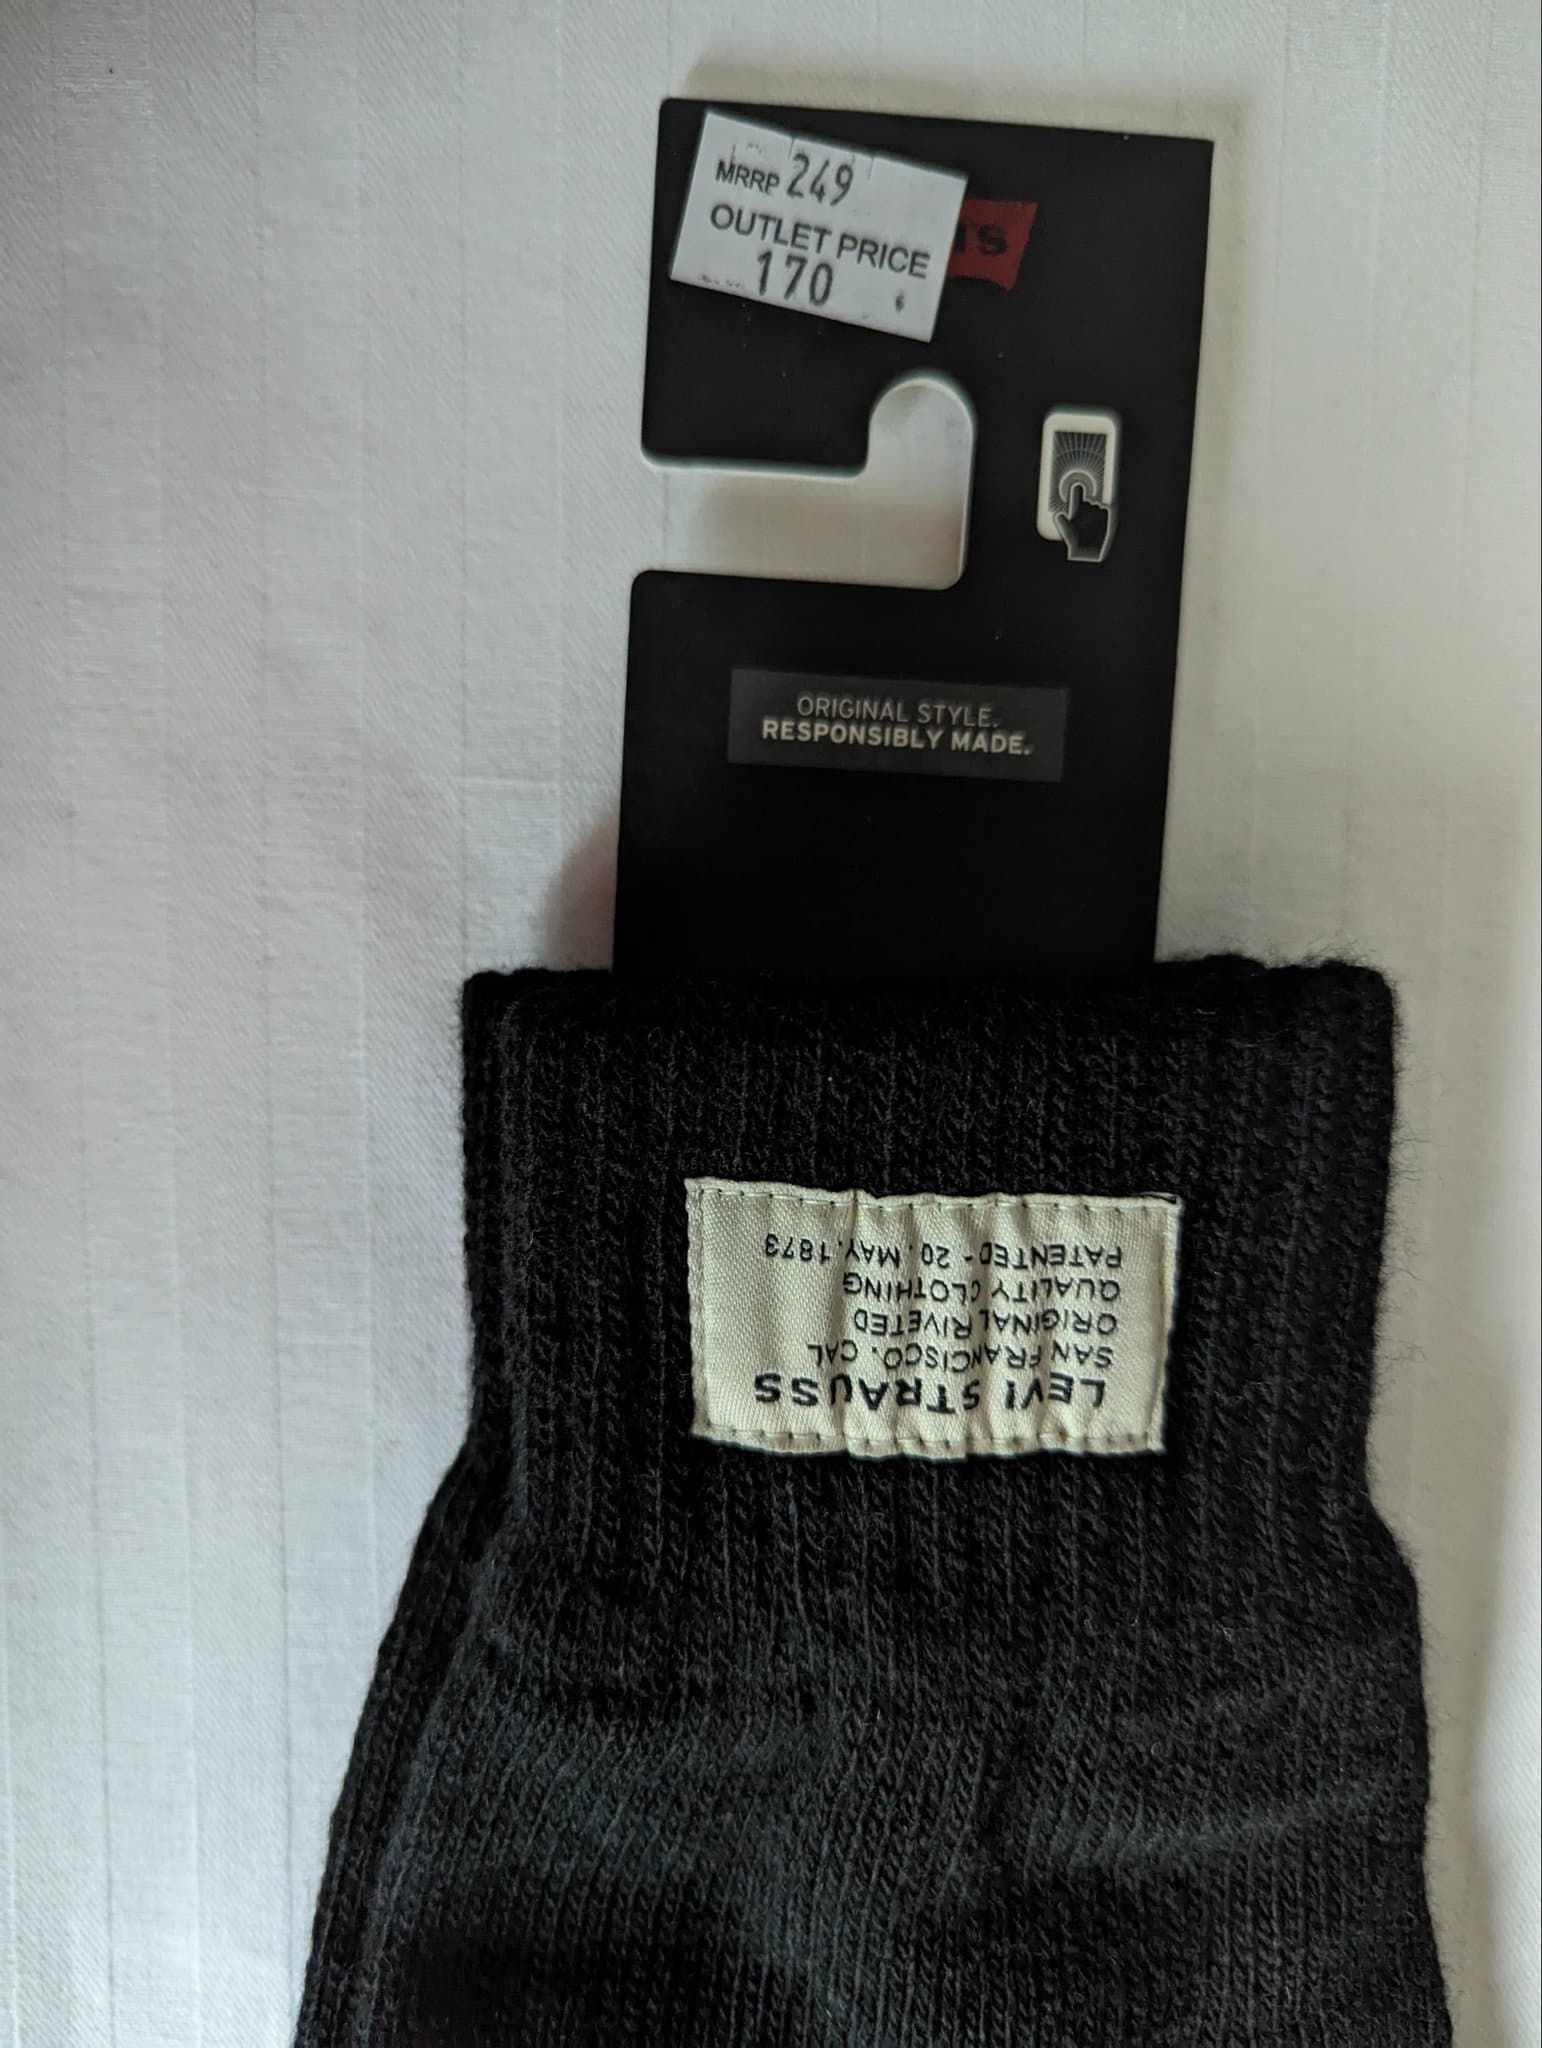 MRRP 249
OUTLET PRICE
170
ORIGINAL STYLE.
RESPONSIBLY MADE.
LEVI STRAUSS
SAN FRANCISCO. CAL
ORIGINAL RIVETED
QUALITY CLOTHING
PATENTED - 20. MAY. 1873